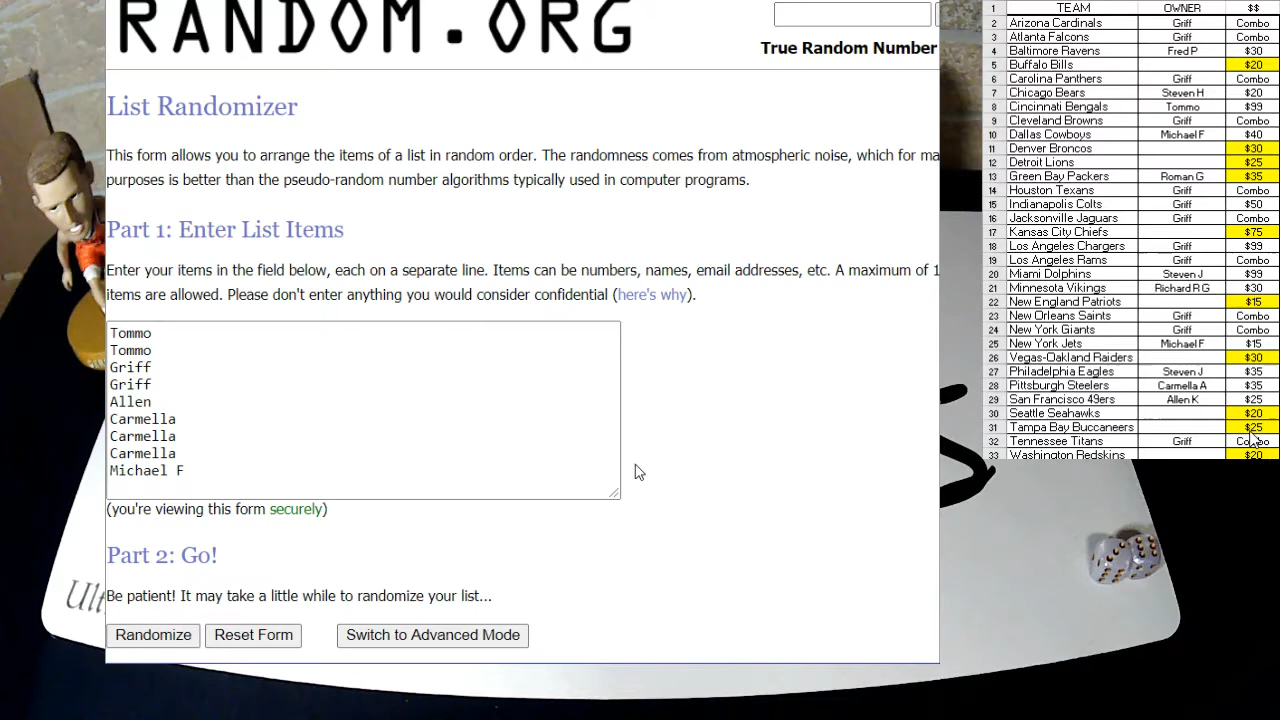 RANDOM.ORG
True Random Number
List Randomizer
This form allows you to arrange the items of a list in random order. The randomness comes from atmospheric noise, which for ma
purposes is better than the pseudo-random number algorithms typically used in computer programs.
Part 1: Enter List Items
Enter your items in the field below, each on a separate line. Items can be numbers, names, email addresses, etc. A maximum of 1
items are allowed. Please don't enter anything you would consider confidential (here's why).
Tommo
Tommo
Griff
Griff
Allen
Carmella
Carmella
Carmella
Michael F
(you're viewing this form securely)
Part 2: Go!
Be patient! It may take a little while to randomize your list...
Randomize Reset Form Switch to Advanced Mode
1 TEAM OWNER $$
2 Arizona Cardinals Griff Combo
3 Atlanta Falcons Griff Combo
4 Baltimore Ravens Fred P $30
5 Buffalo Bills $20
6 Carolina Panthers Griff Combo
7 Chicago Bears Steven H $20
8 Cincinnati Bengals Tommo $99
9 Cleveland Browns Griff Combo
10 Dallas Cowboys Michael F $40
11 Denver Broncos $30
12 Detroit Lions $25
13 Green Bay Packers Roman G $35
14 Houston Texans Griff Combo
15 Indianapolis Colts Griff $50
16 Jacksonville Jaguars Griff Combo
17 Kansas City Chiefs $75
18 Los Angeles Chargers Griff $99
19 Los Angeles Rams Griff Combo
20 Miami Dolphins Steven J $99
21 Minnesota Vikings Richard R G $30
22 New England Patriots $15
23 New Orleans Saints Griff Combo
24 New York Giants Griff Combo
25 New York Jets Michael F $15
26 Vegas-Oakland Raiders $30
27 Philadelphia Eagles Steven J $35
28 Pittsburgh Steelers Carmella A $35
29 San Francisco 49ers Allen K $25
30 Seattle Seahawks $20
31 Tampa Bay Buccaneers $25
32 Tennessee Titans Griff Combo
33 Washington Redskins $20